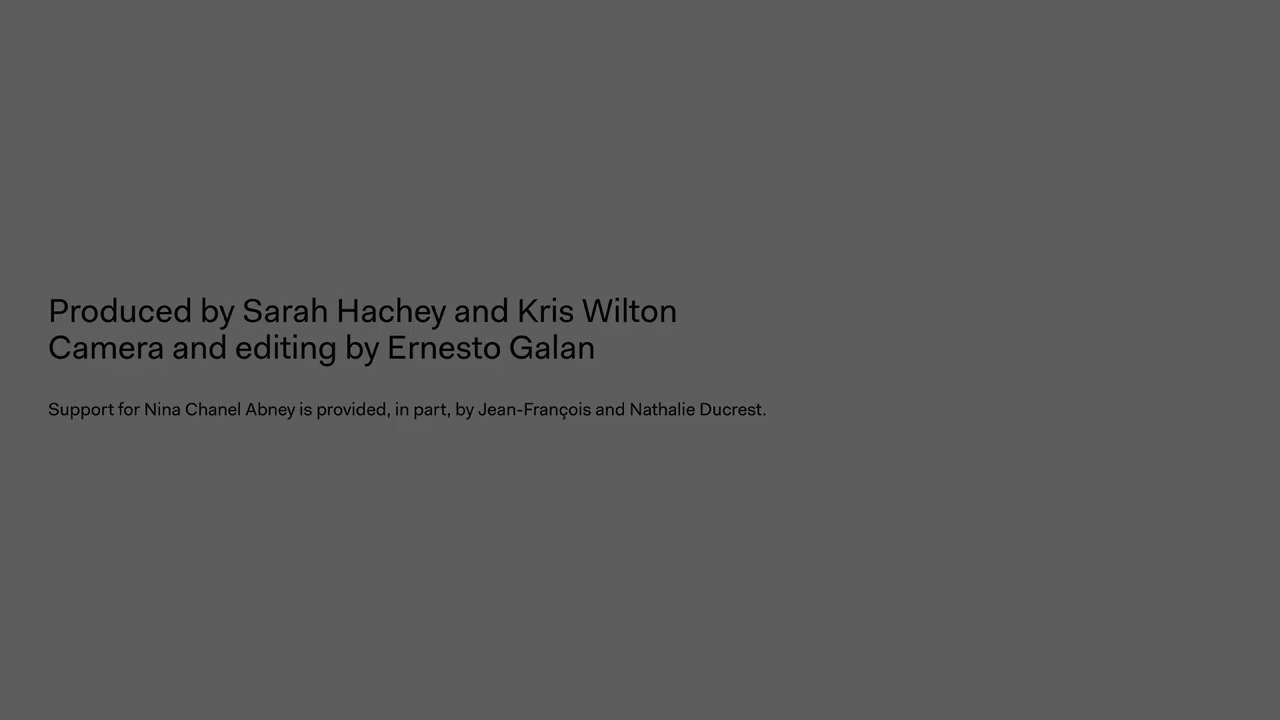 Produced by Sarah Hachey and Kris Wilton
Camera and editing by Ernesto Galan
Support for Nina Chanel Abney is provided, in part, by Jean-François and Nathalie Ducrest.